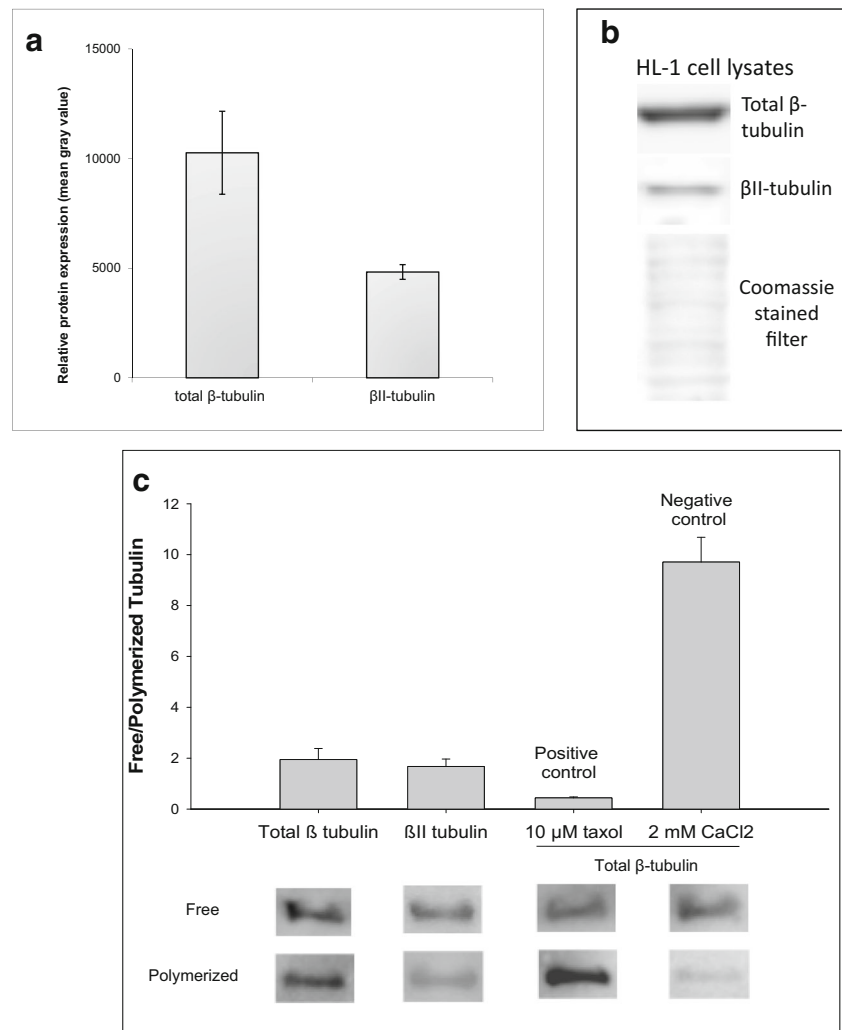 a
Relative protein expression (mean gray value)
15000
10000
5000
0
total β-tubulin
βII-tubulin
b
HL-1 cell lysates
Total β-
tubulin
βII-tubulin
Coomassie
stained
filter
c
Free/Polymerized Tubulin
12
10
8
6
4
2
0
Negative
control
Positive
control
Total ß tubulin
ßII tubulin
10 µM taxol
2 mM CaCl2
Total β-tubulin
Free
Polymerized